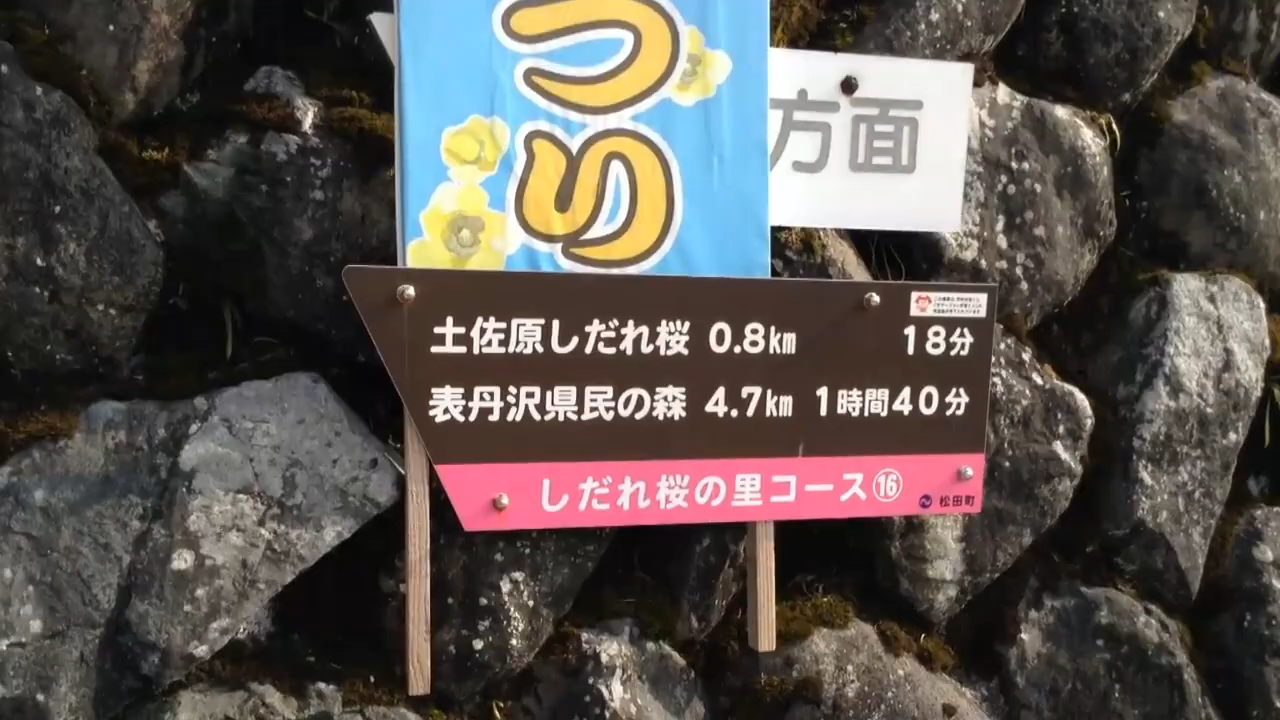 つり
方面
土佐原しだれ桜 0.8km 18分
表丹沢県民の森 4.7km 1時間40分
しだれ桜の里コース⑯
松田町